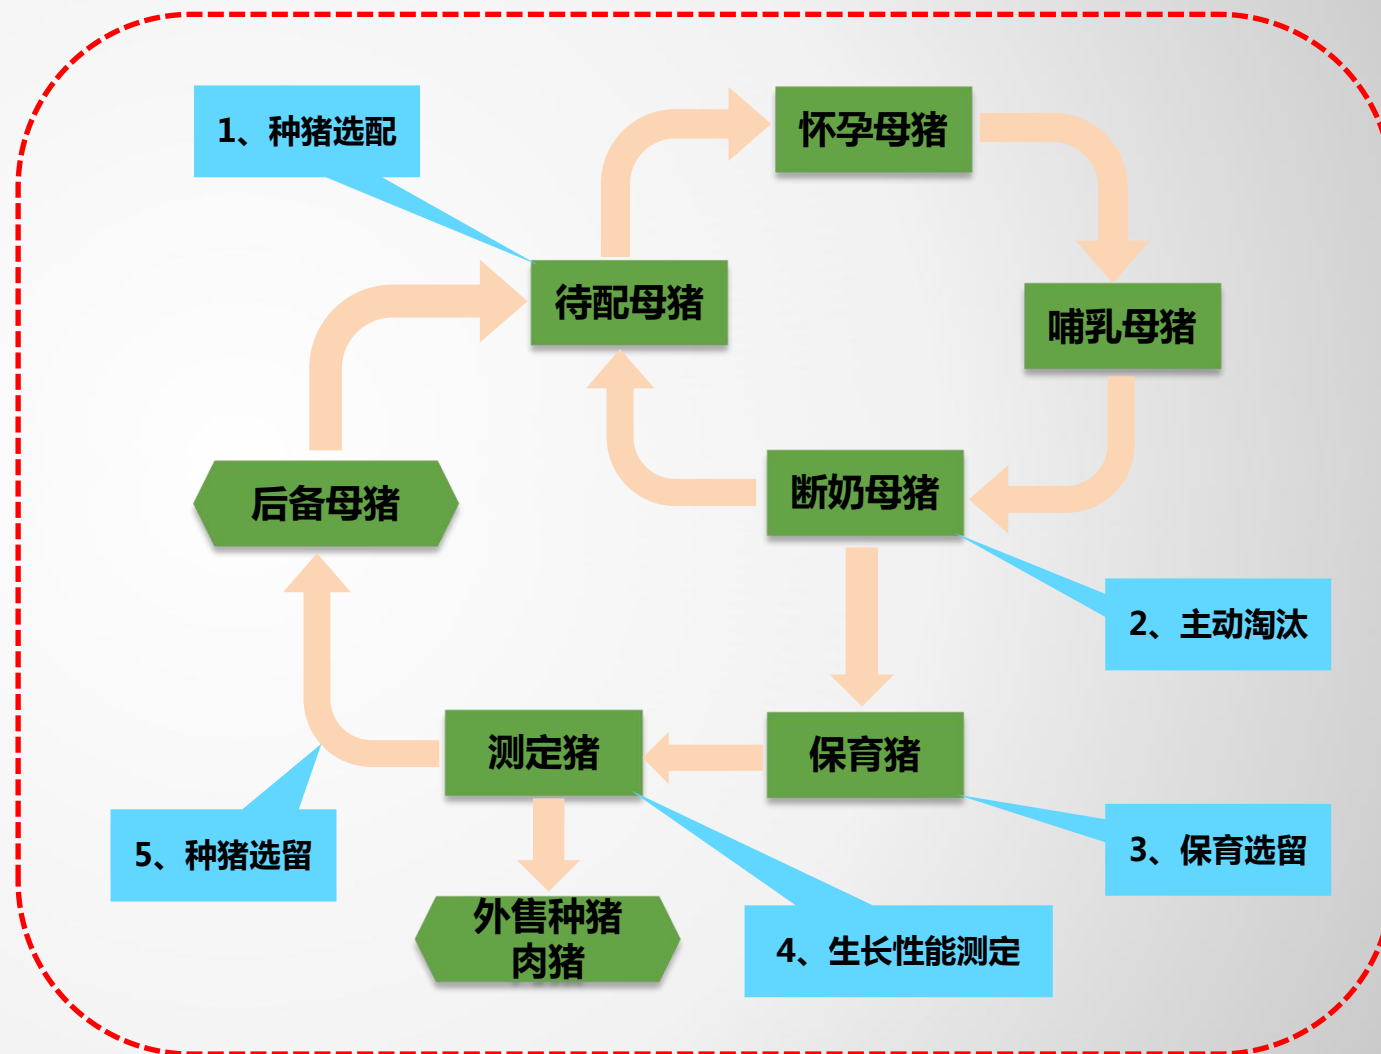 1、种猪选配
怀孕母猪
待配母猪
哺乳母猪
后备母猪
断奶母猪
2、主动淘汰
测定猪
保育猪
5、种猪选留
3、保育选留
外售种猪
肉猪
4、生长性能测定